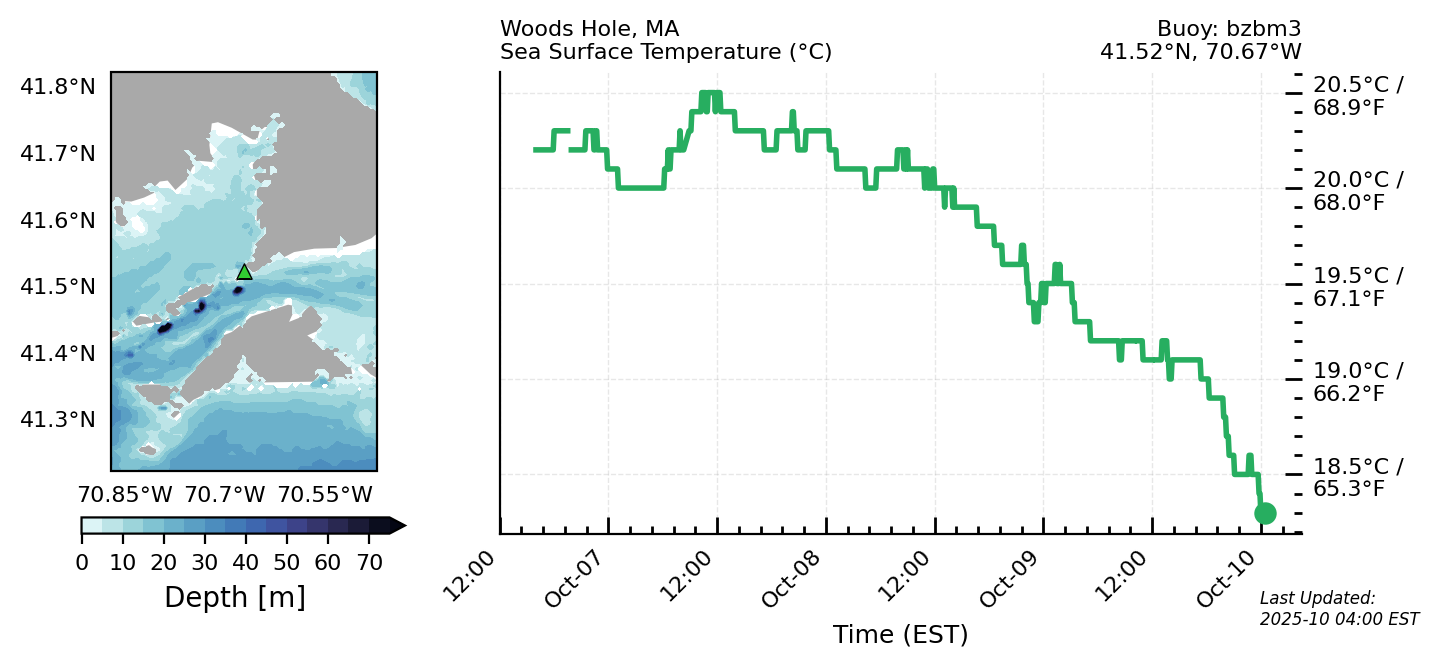 Woods Hole, MA
Sea Surface Temperature (°C)
Buoy: bzbm3
41.52°N, 70.67°W
41.8°N
41.7°N
41.6°N
41.5°N
41.4°N
41.3°N
70.85°W 70.7°W 70.55°W
0 10 20 30 40 50 60 70
Depth [m]
20.5°C /
68.9°F
20.0°C /
68.0°F
19.5°C /
67.1°F
19.0°C /
66.2°F
18.5°C /
65.3°F
12:00 Oct-07 12:00 Oct-08 12:00 Oct-09 12:00 Oct-10
Time (EST)
Last Updated:
2025-10 04:00 EST